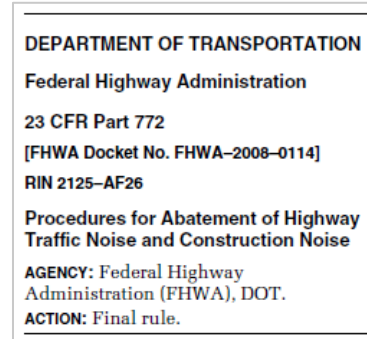 DEPARTMENT OF TRANSPORTATION
Federal Highway Administration
23 CFR Part 772
[FHWA Docket No. FHWA–2008–0114]
RIN 2125–AF26
Procedures for Abatement of Highway
Traffic Noise and Construction Noise
AGENCY: Federal Highway
Administration (FHWA), DOT.
ACTION: Final rule.